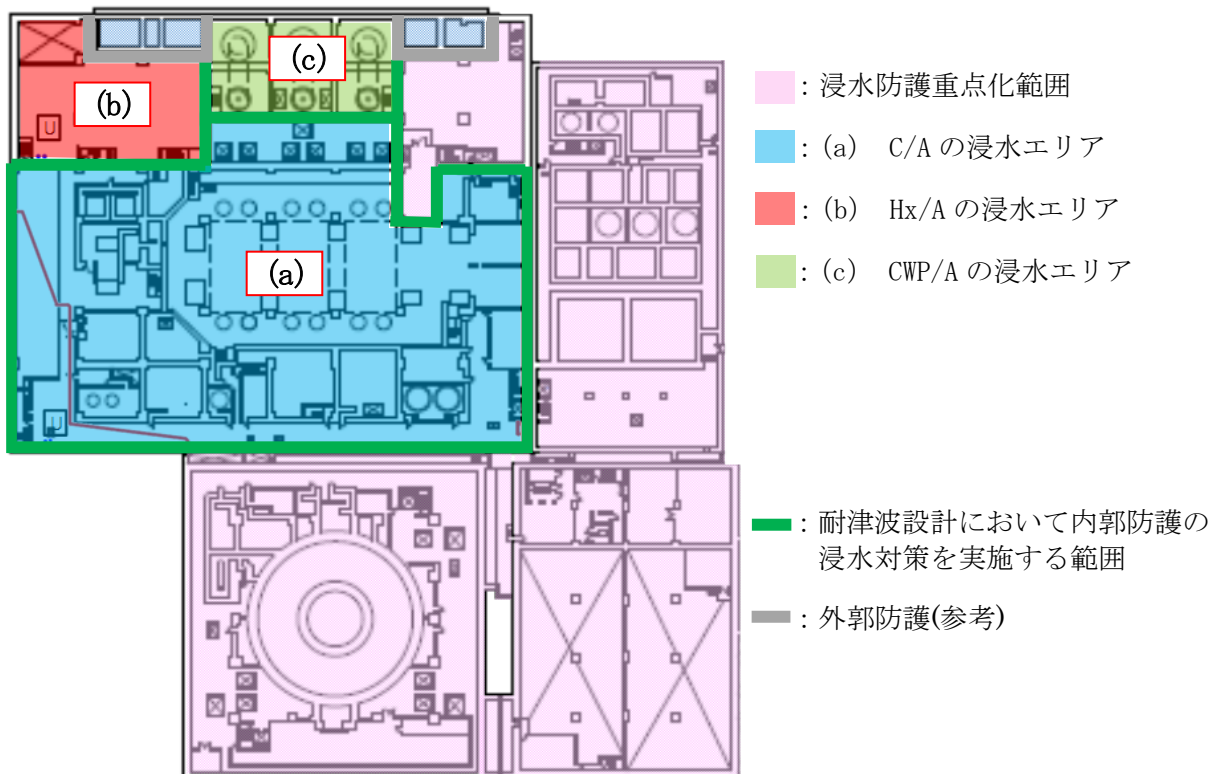 (c)
(b)
U
(a)
U
: 浸水防護重点化範囲
: (a) C/A の浸水エリア
: (b) Hx/A の浸水エリア
: (c) CWP/A の浸水エリア
: 耐津波設計において内郭防護の
浸水対策を実施する範囲
: 外郭防護(参考)